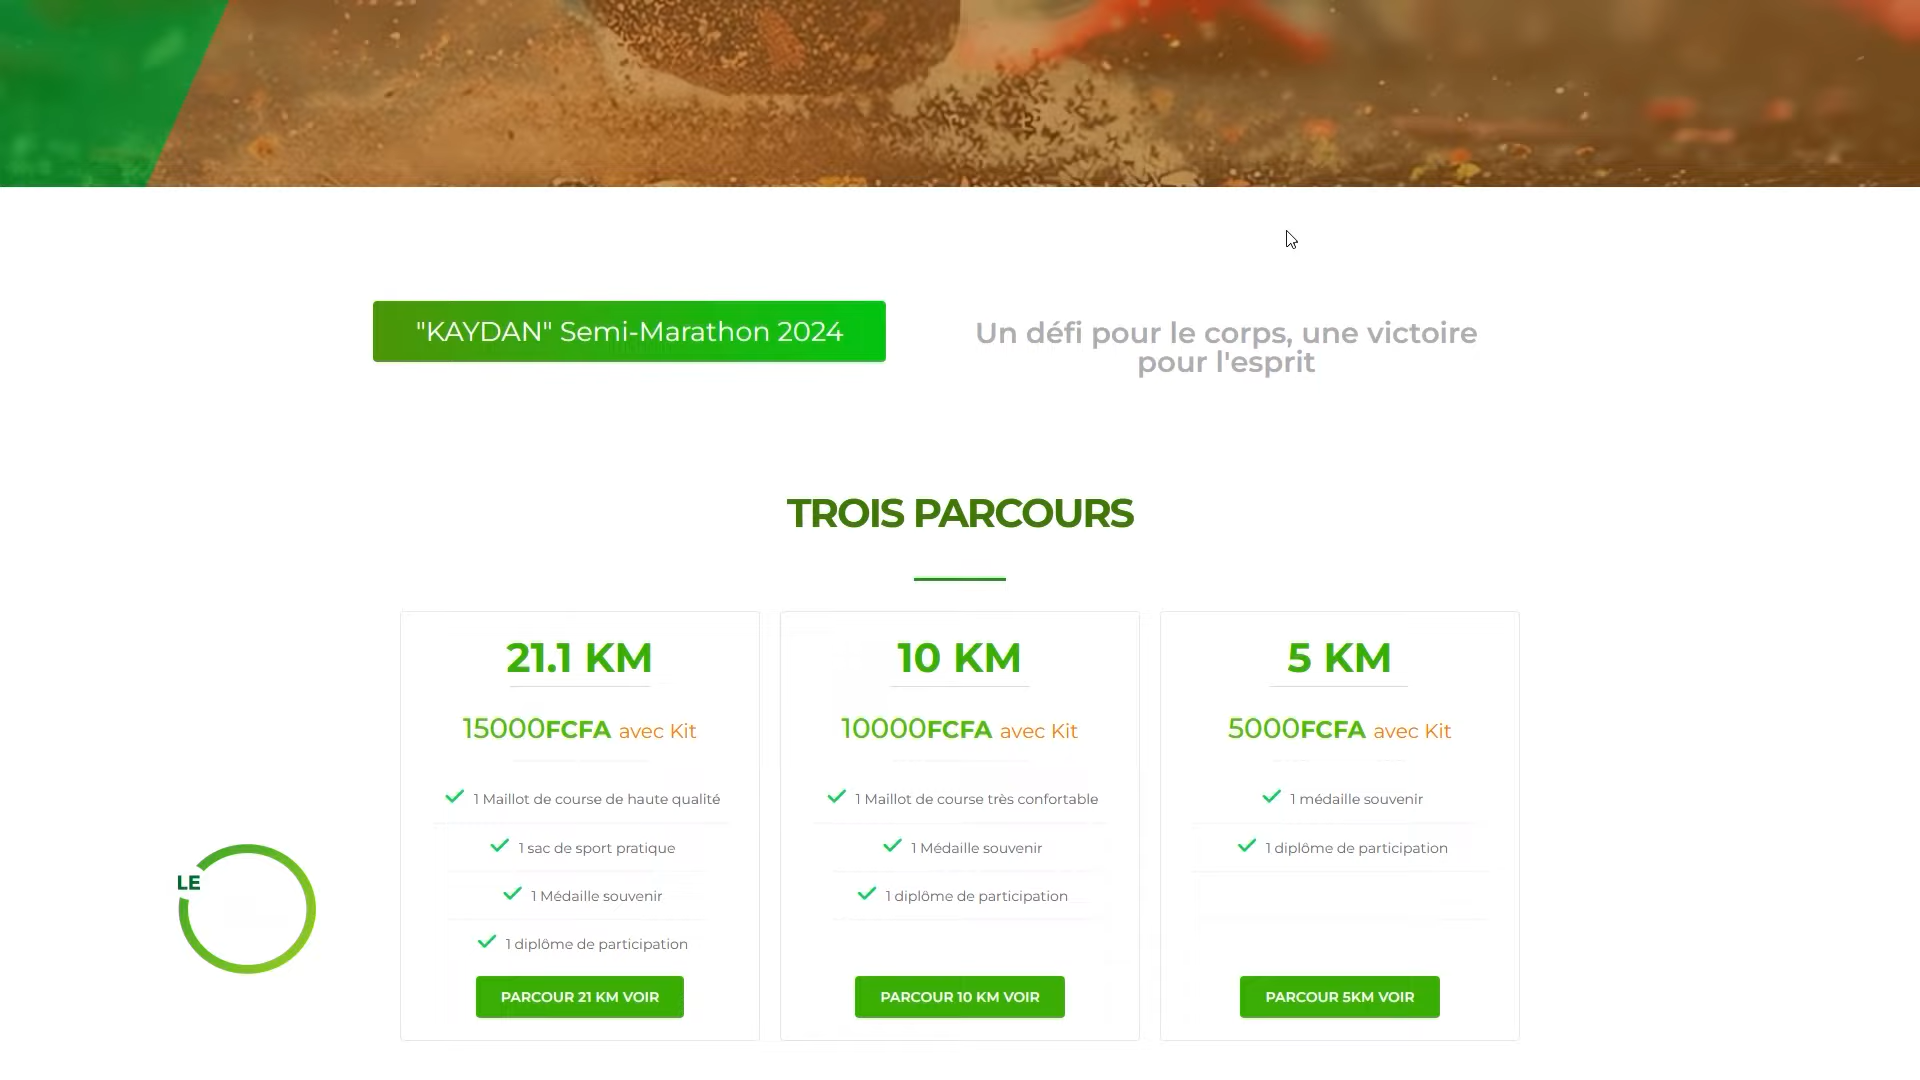 "KAYDAN" Semi-Marathon 2024
Un défi pour le corps, une victoire
pour l'esprit
TROIS PARCOURS
21.1 KM
15000FCFA avec Kit
1 Maillot de course de haute qualité
1 sac de sport pratique
1 Médaille souvenir
1 diplôme de participation
PARCOUR 21 KM VOIR
10 KM
10000FCFA avec Kit
1 Maillot de course très confortable
1 Médaille souvenir
1 diplôme de participation
PARCOUR 10 KM VOIR
5 KM
5000FCFA avec Kit
1 médaille souvenir
1 diplôme de participation
PARCOUR 5KM VOIR
LE